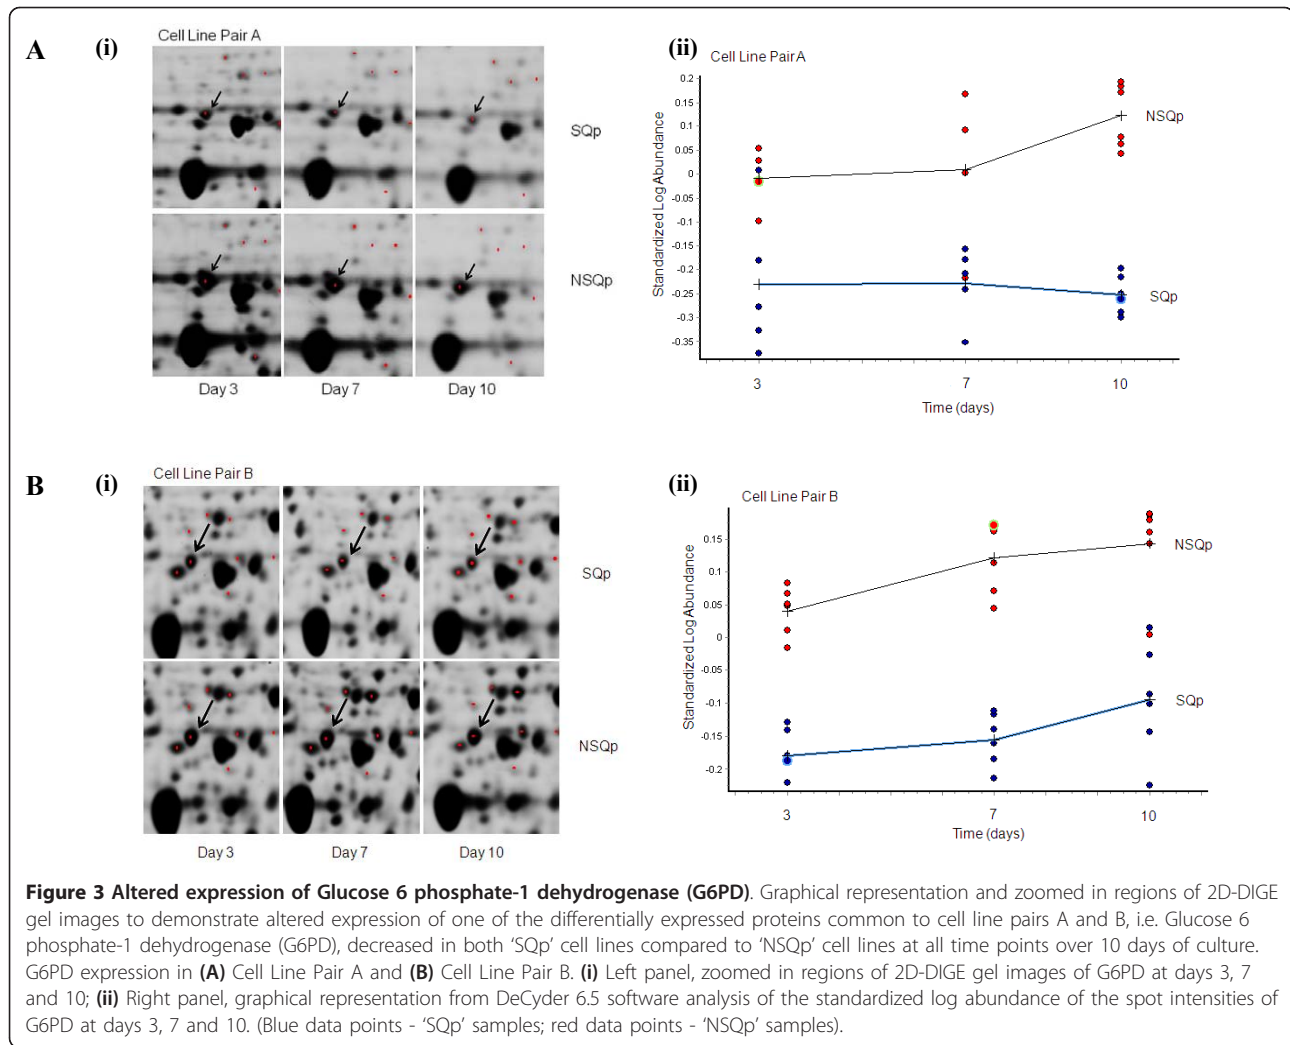 A
(i)
Cell Line Pair A
SQp
NSQp
Day 3
Day 7
Day 10
(ii)
Cell Line Pair A
Standardized Log Abundance
0.2
0.15
0.1
0.05
0
-0.05
-0.1
-0.15
-0.2
-0.25
-0.3
-0.35
NSQp
SQp
3
7
10
Time (days)
B
(i)
Cell Line Pair B
SQp
NSQp
Day 3
Day 7
Day 10
(ii)
Cell Line Pair B
Standardized Log Abundance
0.15
0.1
0.05
0
-0.05
-0.1
-0.15
-0.2
NSQp
SQp
3
7
10
Time (days)
Figure 3 Altered expression of Glucose 6 phosphate-1 dehydrogenase (G6PD). Graphical representation and zoomed in regions of 2D-DIGE
gel images to demonstrate altered expression of one of the differentially expressed proteins common to cell line pairs A and B, i.e. Glucose 6
phosphate-1 dehydrogenase (G6PD), decreased in both ‘SQp’ cell lines compared to ‘NSQp’ cell lines at all time points over 10 days of culture.
G6PD expression in (A) Cell Line Pair A and (B) Cell Line Pair B. (i) Left panel, zoomed in regions of 2D-DIGE gel images of G6PD at days 3, 7
and 10; (ii) Right panel, graphical representation from DeCyder 6.5 software analysis of the standardized log abundance of the spot intensities of
G6PD at days 3, 7 and 10. (Blue data points - ‘SQp’ samples; red data points - ‘NSQp’ samples).